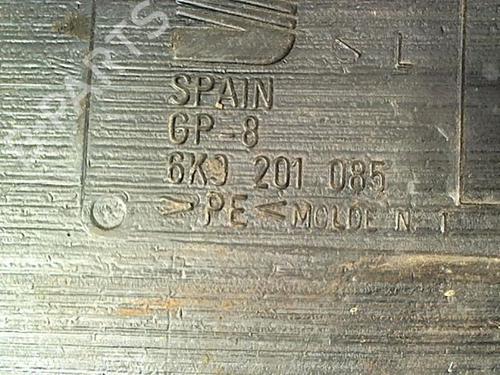 > L
SPAIN
GP-8
6K9 201 085
>PE< MOLDE N. 1